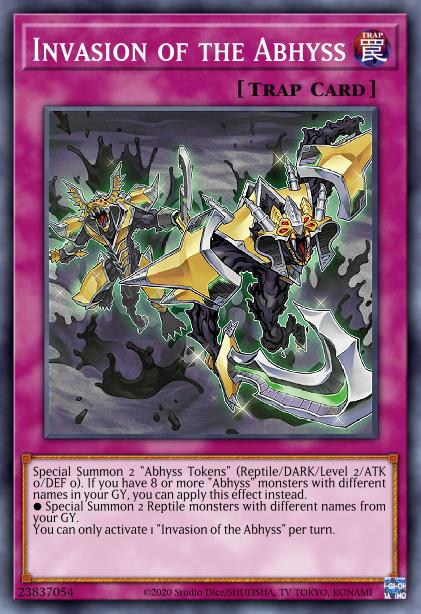 INVASION OF THE ABHYSS
TRAP
罠
[TRAP CARD]
Special Summon 2 "Abhyss Tokens" (Reptile/DARK/Level 2/ATK
0/DEF 0). If you have 8 or more "Abhyss" monsters with different
names in your GY, you can apply this effect instead.
● Special Summon 2 Reptile monsters with different names from
your GY.
You can only activate 1 "Invasion of the Abhyss" per turn.
23837054
©2020 Studio Dice/SHUEISHA, TV TOKYO, KONAMI